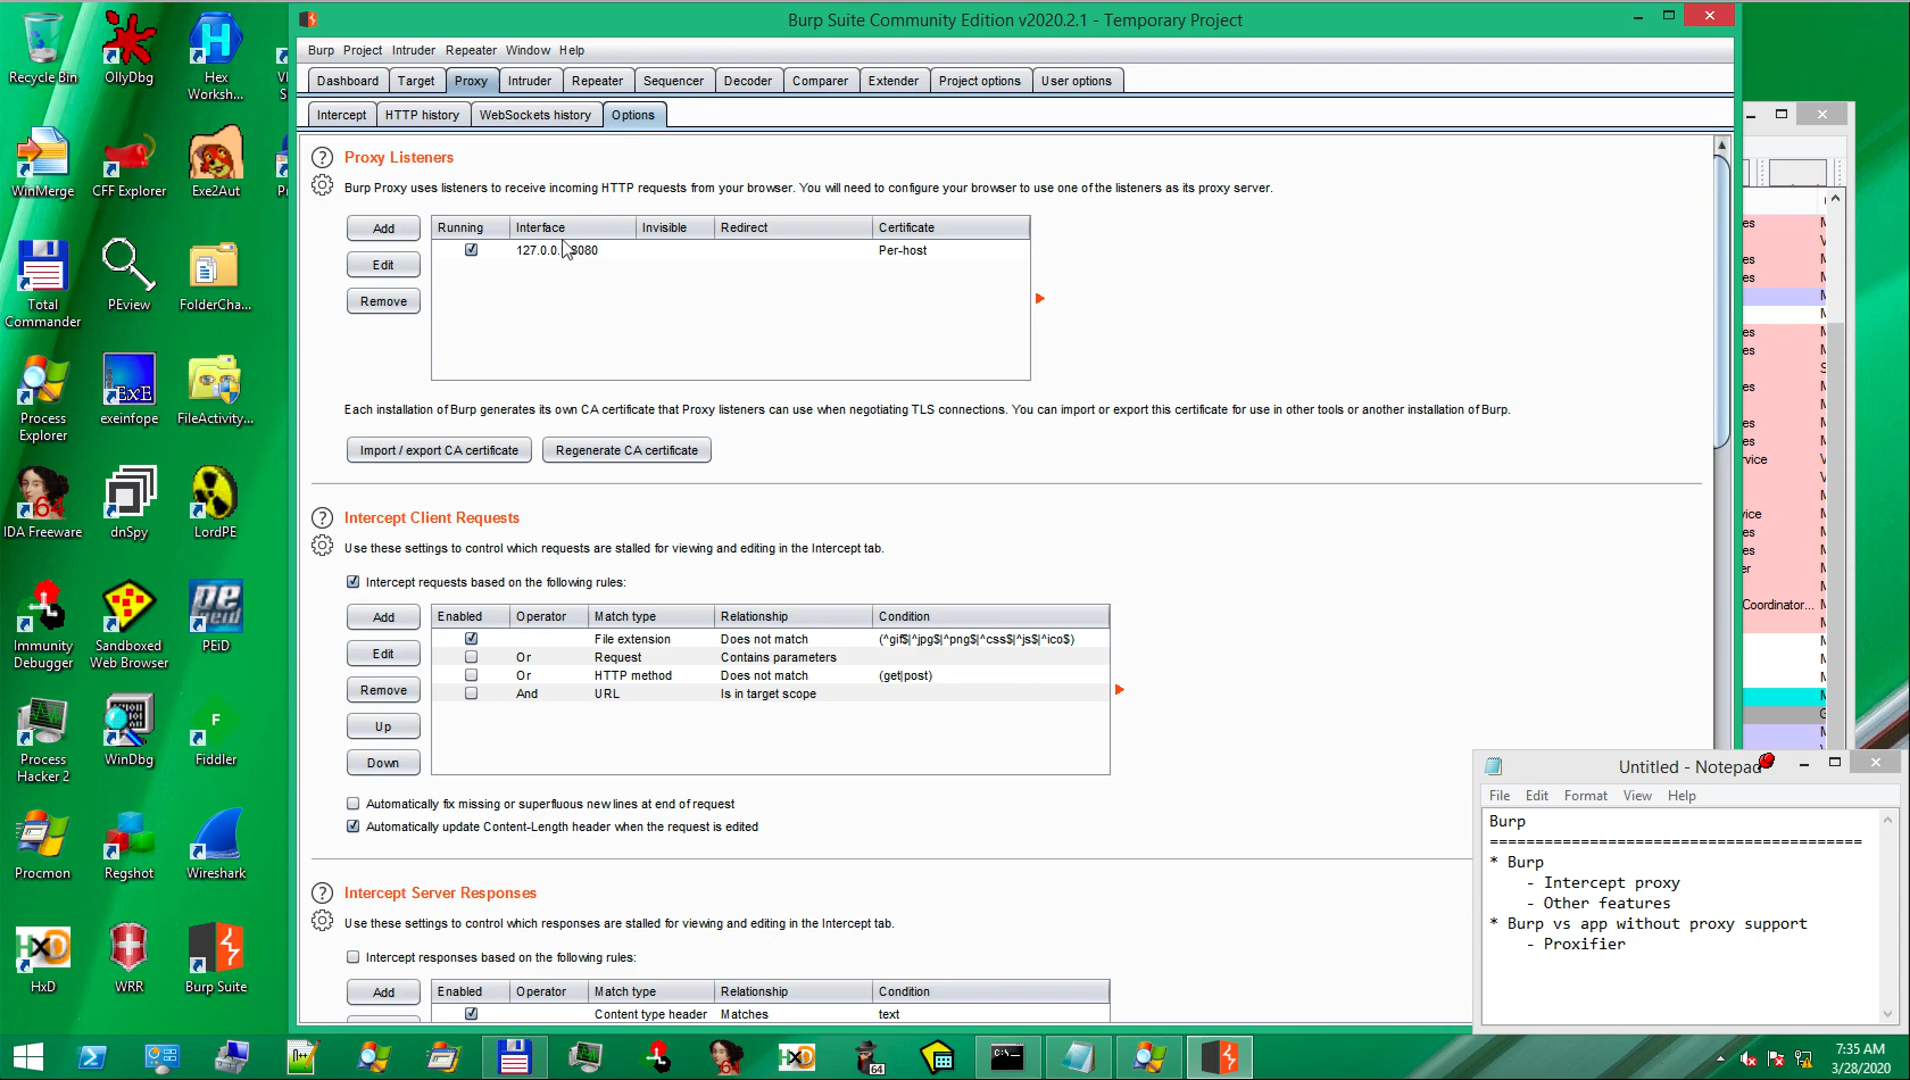 Burp Suite Community Edition v2020.2.1 - Temporary Project
Burp Project Intruder Repeater Window Help
Dashboard Target Proxy Intruder Repeater Sequencer Decoder Comparer Extender Project options User options
Intercept HTTP history WebSockets history Options
Proxy Listeners
Burp Proxy uses listeners to receive incoming HTTP requests from your browser. You will need to configure your browser to use one of the listeners as its proxy server.
Add
Edit
Remove
Running Interface Invisible Redirect Certificate
127.0.0. 8080 Per-host
Each installation of Burp generates its own CA certificate that Proxy listeners can use when negotiating TLS connections. You can import or export this certificate for use in other tools or another installation of Burp.
Import / export CA certificate Regenerate CA certificate
Intercept Client Requests
Use these settings to control which requests are stalled for viewing and editing in the Intercept tab.
Intercept requests based on the following rules:
Add
Edit
Remove
Up
Down
Enabled Operator Match type Relationship Condition
File extension Does not match (^gif$|^jpg$|^png$|^css$|^js$|^ico$)
Or Request Contains parameters
Or HTTP method Does not match (get|post)
And URL Is in target scope
Automatically fix missing or superfluous new lines at end of request
Automatically update Content-Length header when the request is edited
Intercept Server Responses
Use these settings to control which responses are stalled for viewing and editing in the Intercept tab.
Intercept responses based on the following rules:
Add
Enabled Operator Match type Relationship Condition
Content type header Matches text
Recycle Bin
OllyDbg
Hex
Worksh...
WinMerge
CFF Explorer
Exe2Aut
Total
Commander
PEview
FolderCha...
Process
Explorer
exeinfope
FileActivity...
IDA Freeware
dnSpy
LordPE
Immunity
Debugger
Sandboxed
Web Browser
PEiD
Process
Hacker 2
WinDbg
Fiddler
Procmon
Regshot
Wireshark
HxD
WRR
Burp Suite
Coordinator...
Untitled - Notepad
File Edit Format View Help
Burp
=========================================
* Burp
- Intercept proxy
- Other features
* Burp vs app without proxy support
- Proxifier
7:35 AM
3/28/2020